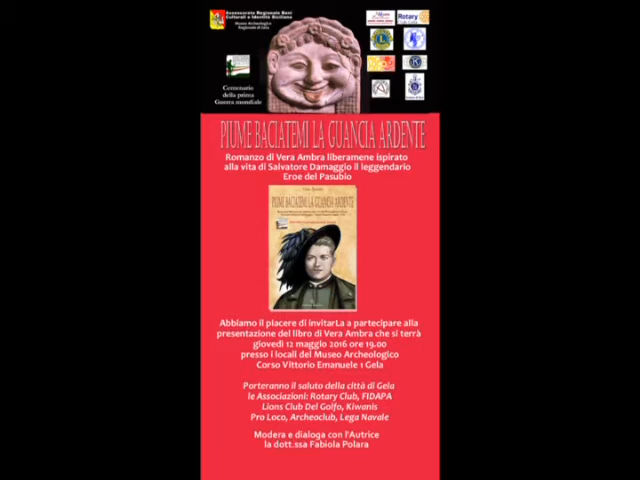 Assessorato Regionale Beni
Culturali e Identità Siciliana
Museo Archeologico
Regionale di Gela
Rotary
Centenario
della prima
Guerra mondiale
PIUME BACIATEMI LA GUANCIA ARDENTE
Romanzo di Vera Ambra liberamene ispirato
alla vita di Salvatore Damaggio il leggendario
Eroe del Pasubio
PIUME BACIATEMI LA GUANCIA ARDENTE
Abbiamo il piacere di invitarLa a partecipare alla
presentazione del libro di Vera Ambra che si terrà
giovedì 12 maggio 2016 ore 19.00
presso i locali del Museo Archeologico
Corso Vittorio Emanuele 1 Gela
Porteranno il saluto della città di Gela
le Associazioni: Rotary Club, FIDAPA
Lions Club Del Golfo, Kiwanis
Pro Loco, Archeoclub, Lega Navale
Modera e dialoga con l'Autrice
la dott.ssa Fabiola Polara